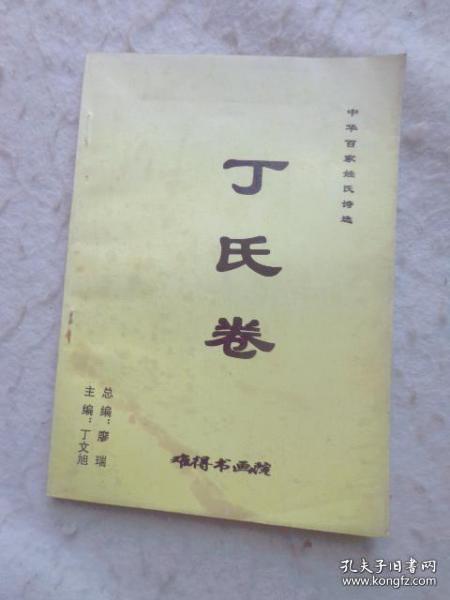 中华百家姓氏诗选
丁氏卷
总编：廖瑞
主编：丁文旭
难得书画院
孔夫子旧书网
www.kongfz.com